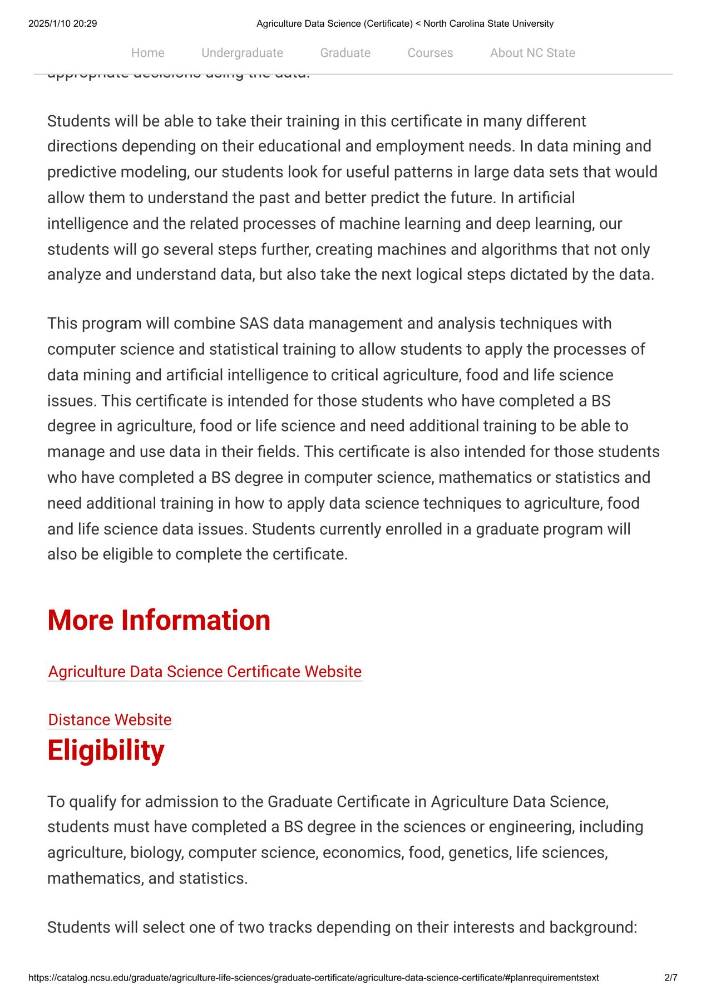 2025/1/10 20:29 Agriculture Data Science (Certificate) < North Carolina State University
Home Undergraduate Graduate Courses About NC State
appropriate decisions using the data.
Students will be able to take their training in this certificate in many different
directions depending on their educational and employment needs. In data mining and
predictive modeling, our students look for useful patterns in large data sets that would
allow them to understand the past and better predict the future. In artificial
intelligence and the related processes of machine learning and deep learning, our
students will go several steps further, creating machines and algorithms that not only
analyze and understand data, but also take the next logical steps dictated by the data.
This program will combine SAS data management and analysis techniques with
computer science and statistical training to allow students to apply the processes of
data mining and artificial intelligence to critical agriculture, food and life science
issues. This certificate is intended for those students who have completed a BS
degree in agriculture, food or life science and need additional training to be able to
manage and use data in their fields. This certificate is also intended for those students
who have completed a BS degree in computer science, mathematics or statistics and
need additional training in how to apply data science techniques to agriculture, food
and life science data issues. Students currently enrolled in a graduate program will
also be eligible to complete the certificate.
More Information
Agriculture Data Science Certificate Website
Distance Website
Eligibility
To qualify for admission to the Graduate Certificate in Agriculture Data Science,
students must have completed a BS degree in the sciences or engineering, including
agriculture, biology, computer science, economics, food, genetics, life sciences,
mathematics, and statistics.
Students will select one of two tracks depending on their interests and background:
https://catalog.ncsu.edu/graduate/agriculture-life-sciences/graduate-certificate/agriculture-data-science-certificate/#planrequirementstext 2/7